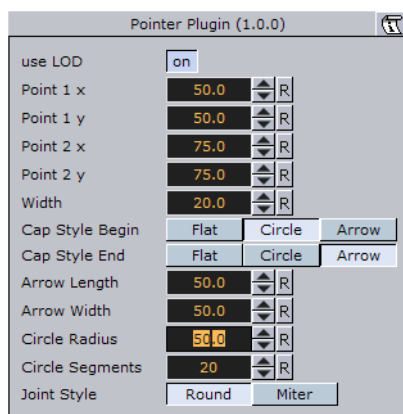 Pointer Plugin (1.0.0)
use LOD on
Point 1 x 50.0 R
Point 1 y 50.0 R
Point 2 x 75.0 R
Point 2 y 75.0 R
Width 20.0 R
Cap Style Begin Flat Circle Arrow
Cap Style End Flat Circle Arrow
Arrow Length 50.0 R
Arrow Width 50.0 R
Circle Radius 50.0 R
Circle Segments 20 R
Joint Style Round Miter